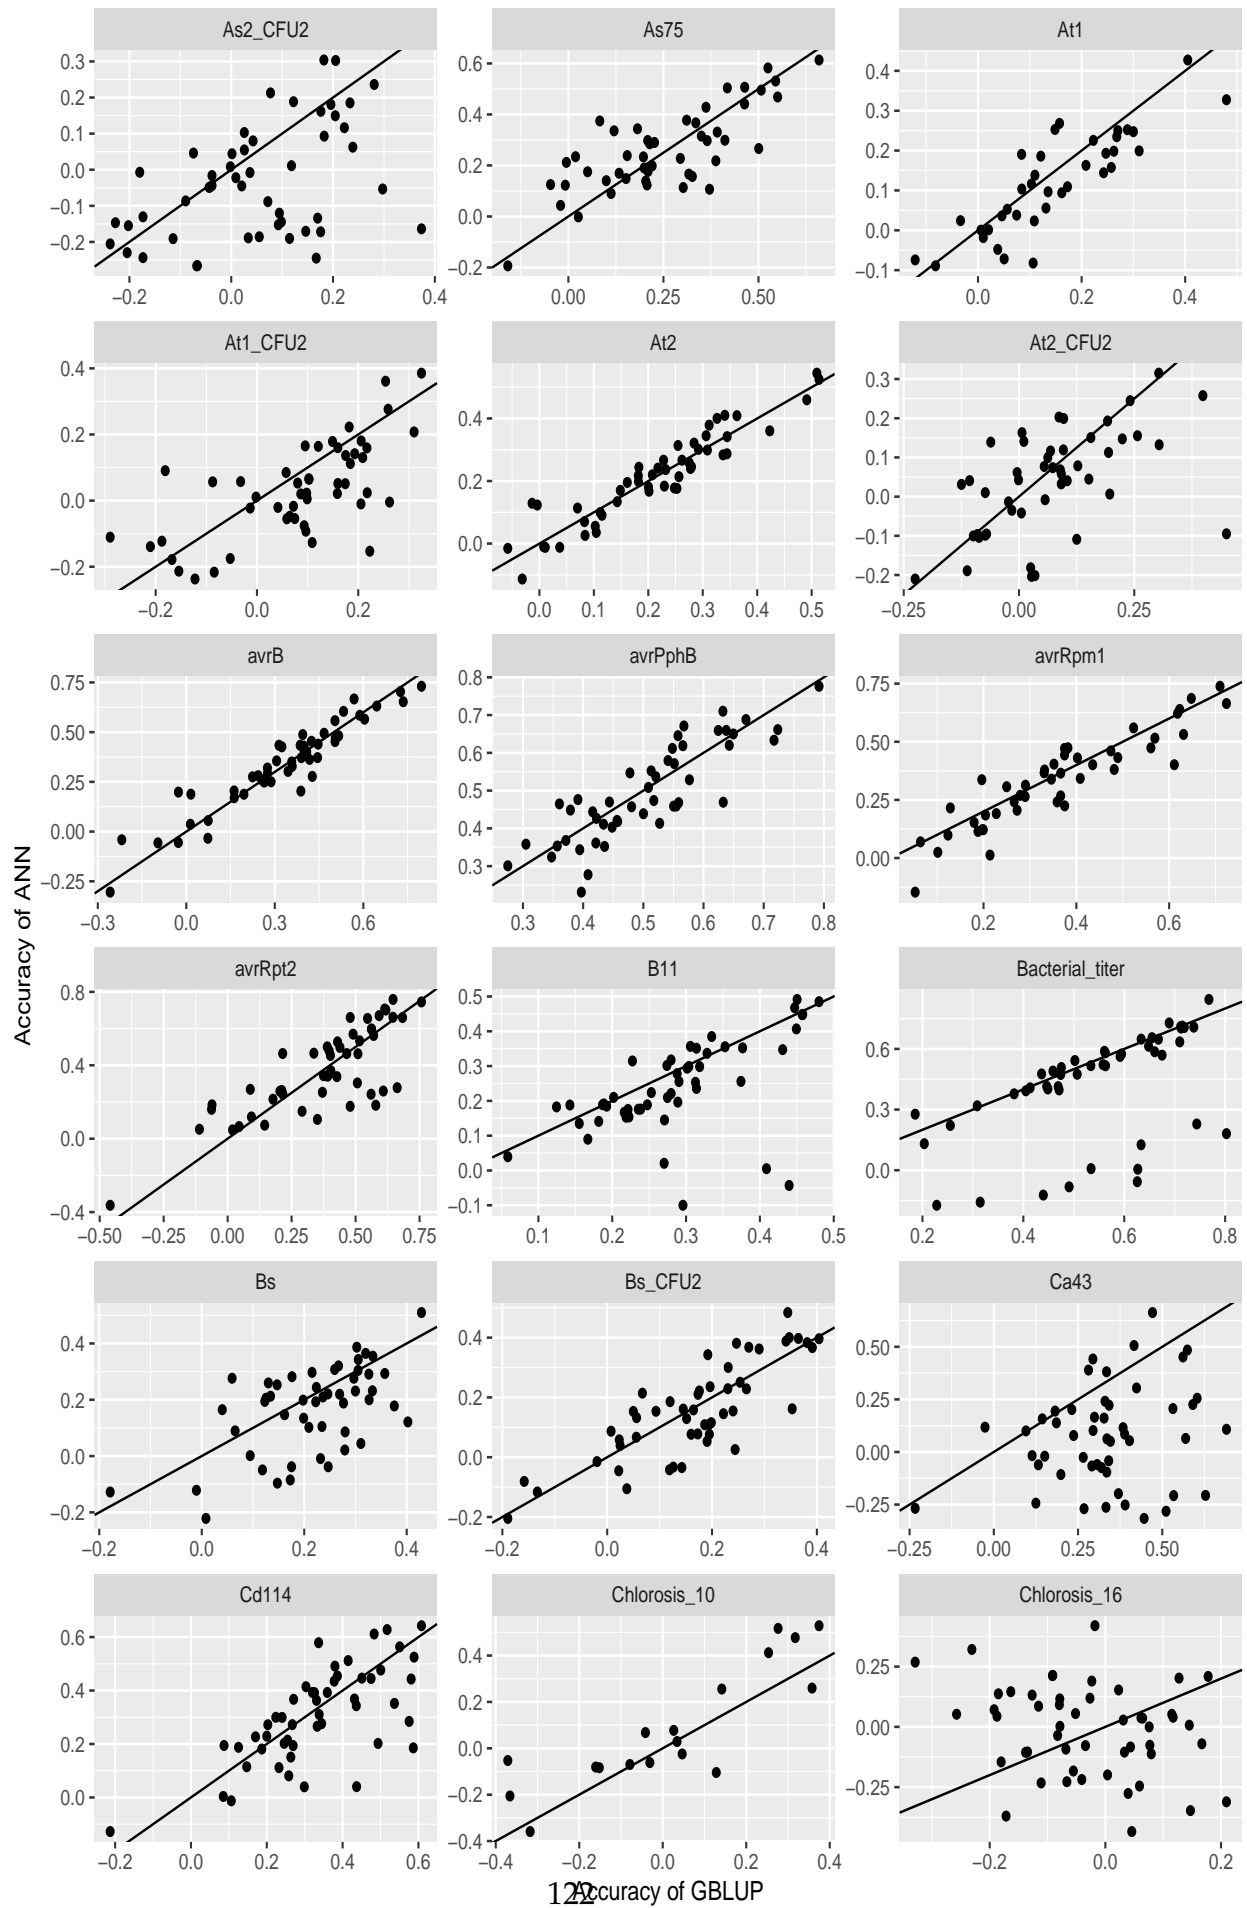 As2_CFU2 As75 At1
0.3 0.2 0.1 0.0 −0.1 −0.2
−0.2 0.0 0.2 0.4
0.6 0.4 0.2 0.0 −0.2
0.00 0.25 0.50
0.4 0.3 0.2 0.1 0.0 −0.1
0.0 0.2 0.4
At1_CFU2 At2 At2_CFU2
0.4 0.2 0.0 −0.2
−0.2 0.0 0.2
0.4 0.2 0.0
0.0 0.1 0.2 0.3 0.4 0.5
0.3 0.2 0.1 0.0 −0.1 −0.2
−0.25 0.00 0.25
avrB avrPphB avrRpm1
0.75 0.50 0.25 0.00 −0.25
−0.3 0.0 0.3 0.6
0.8 0.7 0.6 0.5 0.4 0.3
0.3 0.4 0.5 0.6 0.7 0.8
0.75 0.50 0.25 0.00
0.2 0.4 0.6
Accuracy of ANN
avrRpt2 B11 Bacterial_titer
0.8 0.4 0.0 −0.4
−0.50 −0.25 0.00 0.25 0.50 0.75
0.5 0.4 0.3 0.2 0.1 0.0 −0.1
0.1 0.2 0.3 0.4 0.5
0.6 0.3 0.0
0.2 0.4 0.6 0.8
Bs Bs_CFU2 Ca43
0.4 0.2 0.0 −0.2
−0.2 0.0 0.2 0.4
0.4 0.2 0.0 −0.2
−0.2 0.0 0.2 0.4
0.50 0.25 0.00 −0.25
−0.25 0.00 0.25 0.50
Cd114 Chlorosis_10 Chlorosis_16
0.6 0.4 0.2 0.0
−0.2 0.0 0.2 0.4 0.6
0.4 0.2 0.0 −0.2 −0.4
−0.4 −0.2 0.0 0.2 0.4
0.25 0.00 −0.25
−0.2 0.0 0.2
Accuracy of GBLUP
122